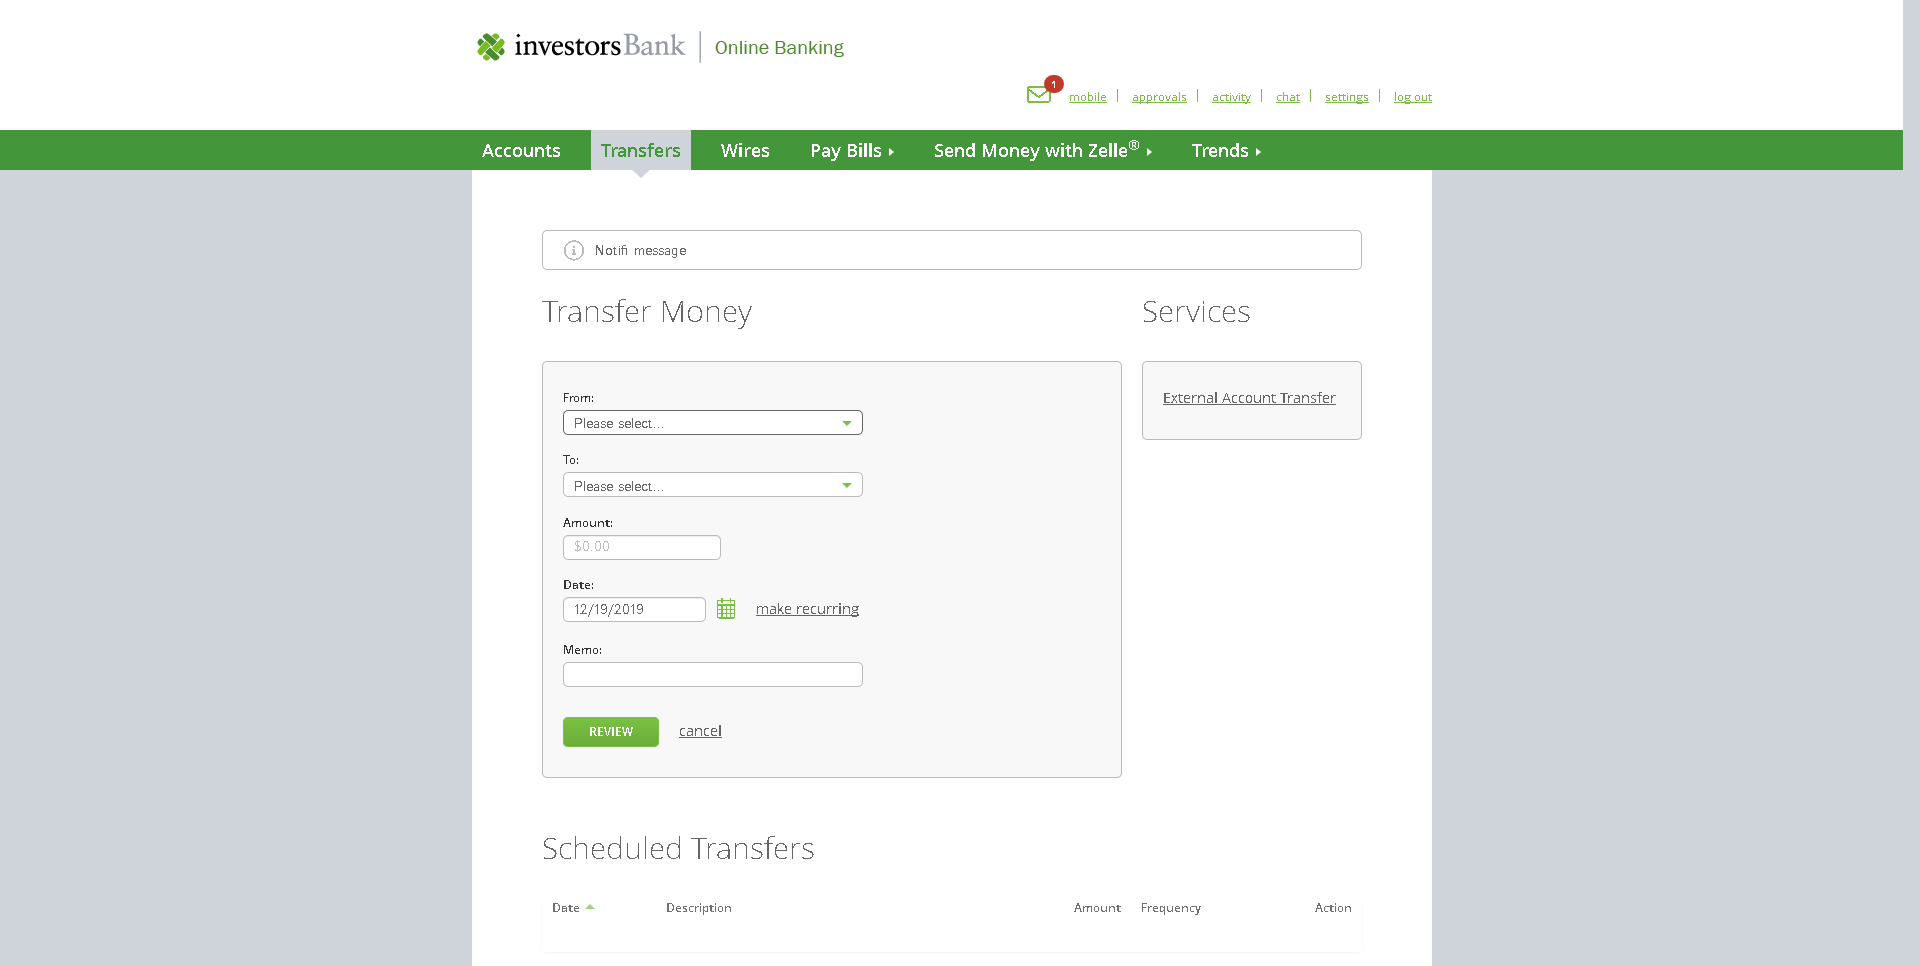 investorsBank Online Banking
1
mobile approvals activity chat settings log out
Accounts Transfers Wires Pay Bills Send Money with Zelle® Trends
Notifi message
Transfer Money
Services
From:
Please select...
External Account Transfer
To:
Please select...
Amount:
$0.00
Date:
12/19/2019 make recurring
Memo:
REVIEW cancel
Scheduled Transfers
Date Description Amount Frequency Action